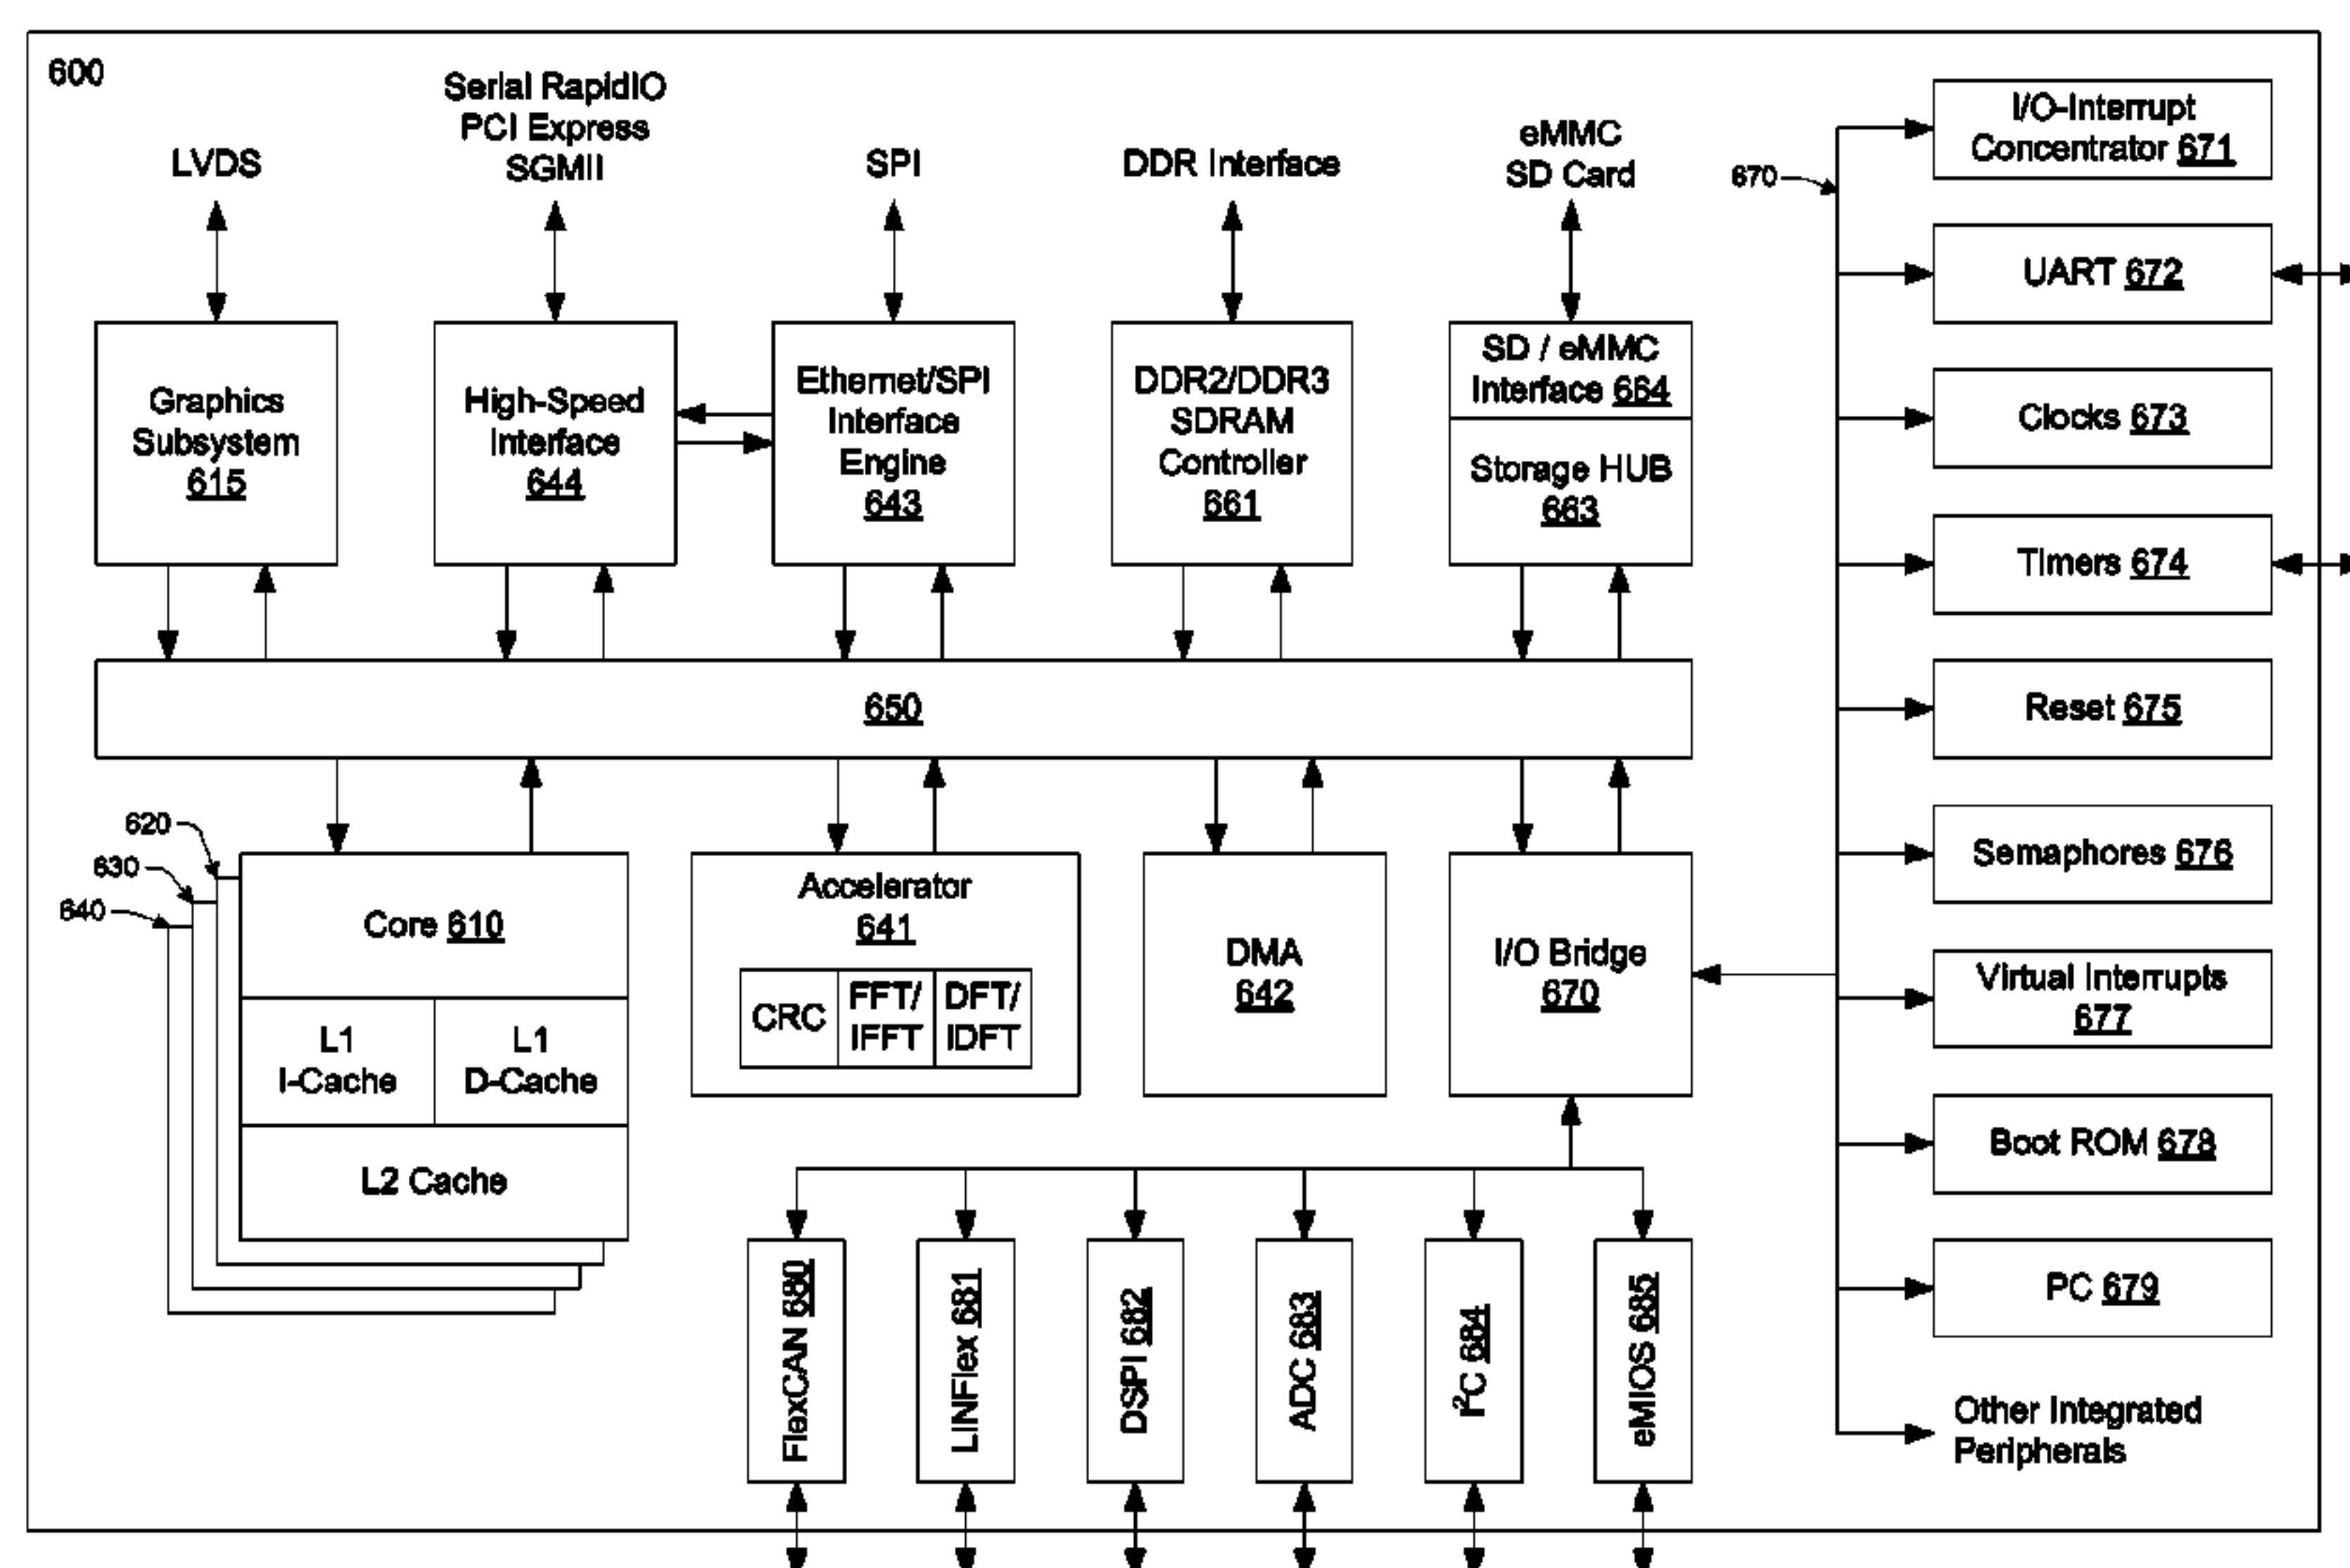 600
LVDS
Serial RapidIO
PCI Express
SGMII
SPI
DDR Interface
eMMC
SD Card
Graphics
Subsystem
615
High-Speed
Interface
644
Ethernet/SPI
Interface
Engine
643
DDR2/DDR3
SDRAM
Controller
661
SD / eMMC
Interface 664
Storage HUB
663
650
620
630
640
Core 610
L1
I-Cache
L1
D-Cache
L2 Cache
Accelerator
641
CRC
FFT/
IFFT
DFT/
IDFT
DMA
642
I/O Bridge
670
FlexCAN 680
LINFlex 681
DSPI 682
ADC 683
I²C 684
eMIOS 685
670
I/O-Interrupt
Concentrator 671
UART 672
Clocks 673
Timers 674
Reset 675
Semaphores 676
Virtual Interrupts
677
Boot ROM 678
PC 679
Other Integrated
Peripherals